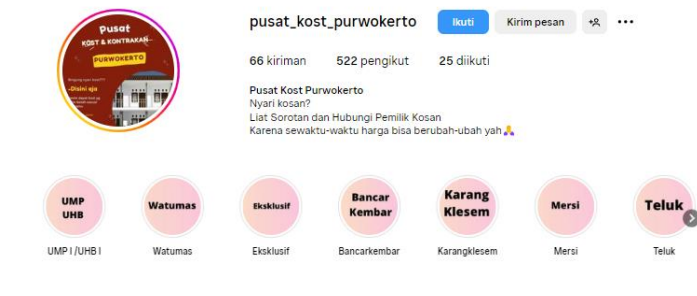 Pusat
KOST & KONTRAKAN
PURWOKERTO
-Disini aja
pusat_kost_purwokerto
Ikuti
Kirim pesan
66 kiriman
522 pengikut
25 diikuti
Pusat Kost Purwokerto
Nyari kosan?
Liat Sorotan dan Hubungi Pemilik Kosan
Karena sewaktu-waktu harga bisa berubah-ubah yah🙏
UMP
UHB
Watumas
Eksklusif
Bancar
Kembar
Karang
Klesem
Mersi
Teluk
UMP I /UHB I
Watumas
Eksklusif
Bancarkembar
Karangklesem
Mersi
Teluk